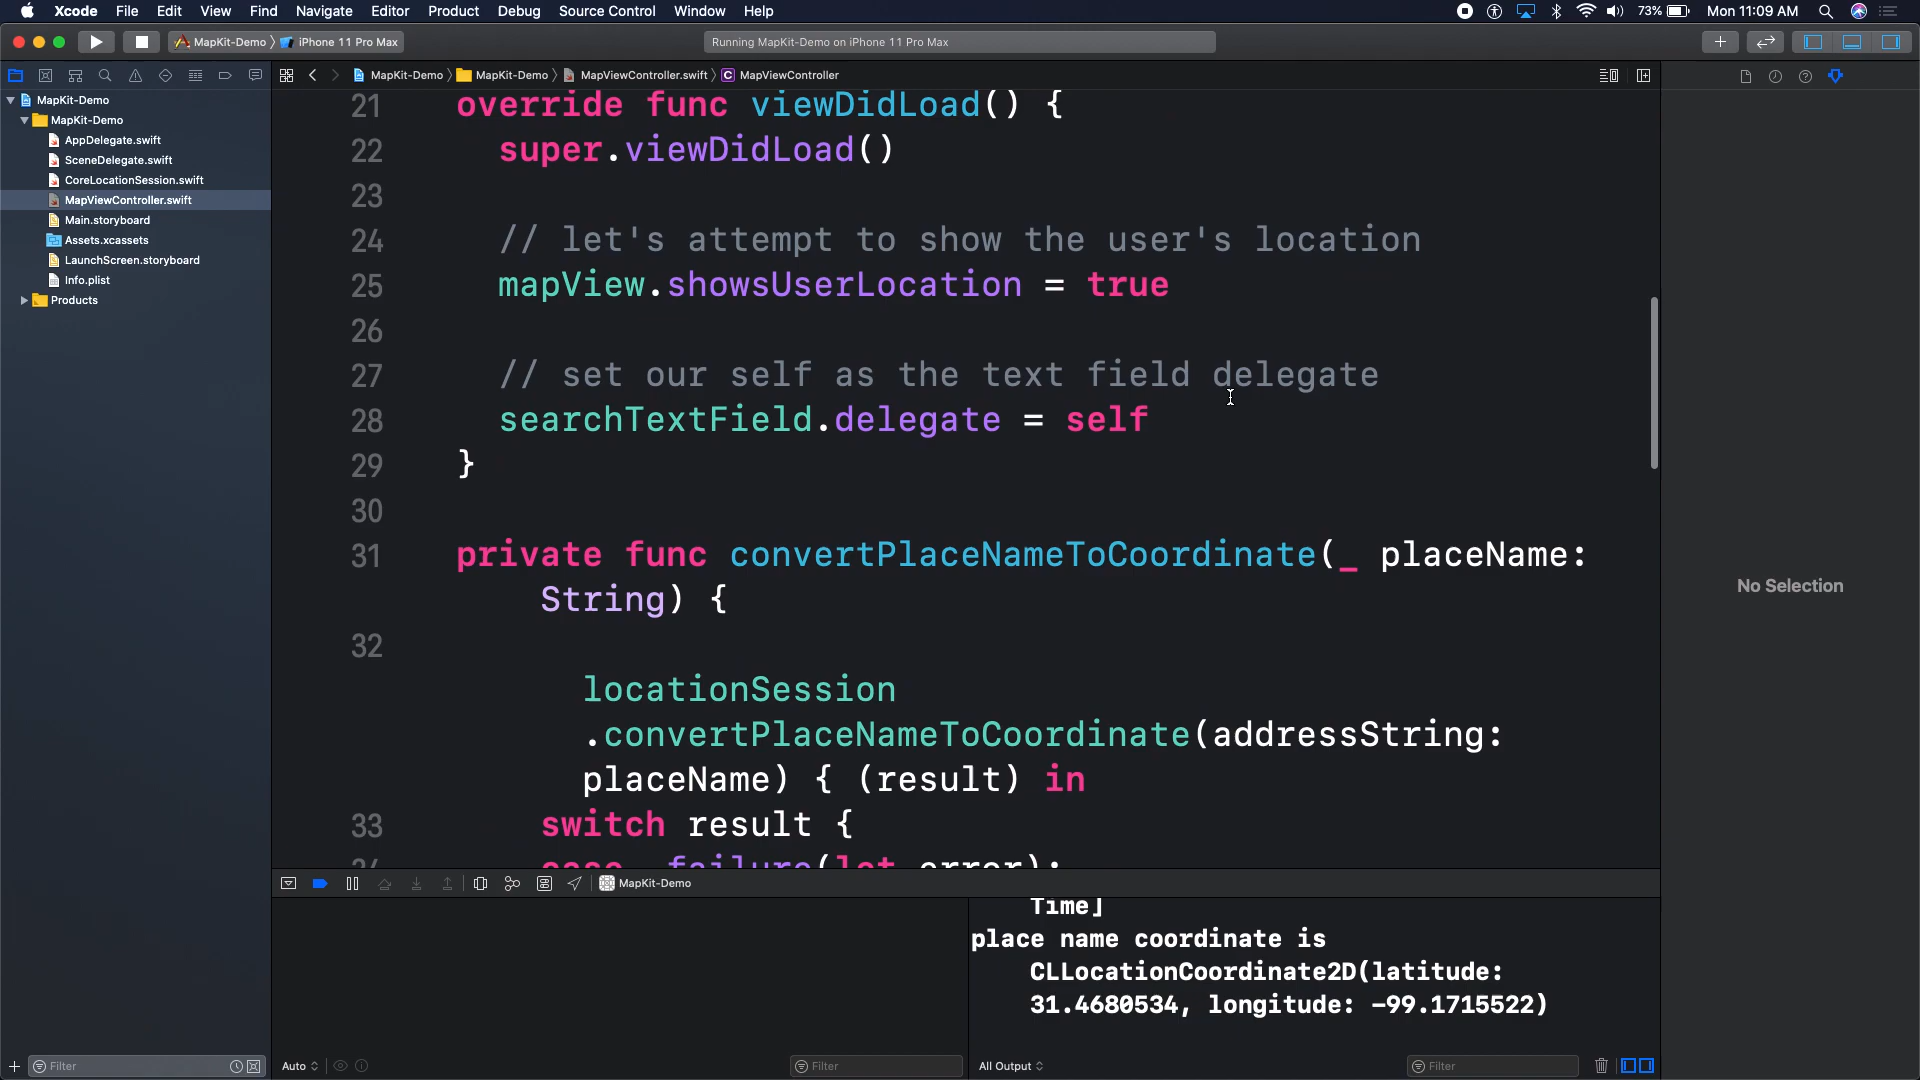 Xcode File Edit View Find Navigate Editor Product Debug Source Control Window Help 73% Mon 11:09 AM
MapKit-Demo iPhone 11 Pro Max Running MapKit-Demo on iPhone 11 Pro Max
MapKit-Demo MapKit-Demo MapViewController.swift C MapViewController
MapKit-Demo
MapKit-Demo
AppDelegate.swift
SceneDelegate.swift
CoreLocationSession.swift
MapViewController.swift
Main.storyboard
Assets.xcassets
LaunchScreen.storyboard
Info.plist
Products
21 override func viewDidLoad() {
22 super.viewDidLoad()
23
24 // let's attempt to show the user's location
25 mapView.showsUserLocation = true
26
27 // set our self as the text field delegate
28 searchTextField.delegate = self
29 }
30
31 private func convertPlaceNameToCoordinate(_ placeName:
String) {
32
locationSession
.convertPlaceNameToCoordinate(addressString:
placeName) { (result) in
33 switch result {
34 case .failure(let error):
No Selection
MapKit-Demo
Time]
place name coordinate is
CLLocationCoordinate2D(latitude:
31.4680534, longitude: -99.1715522)
Filter Auto Filter All Output Filter